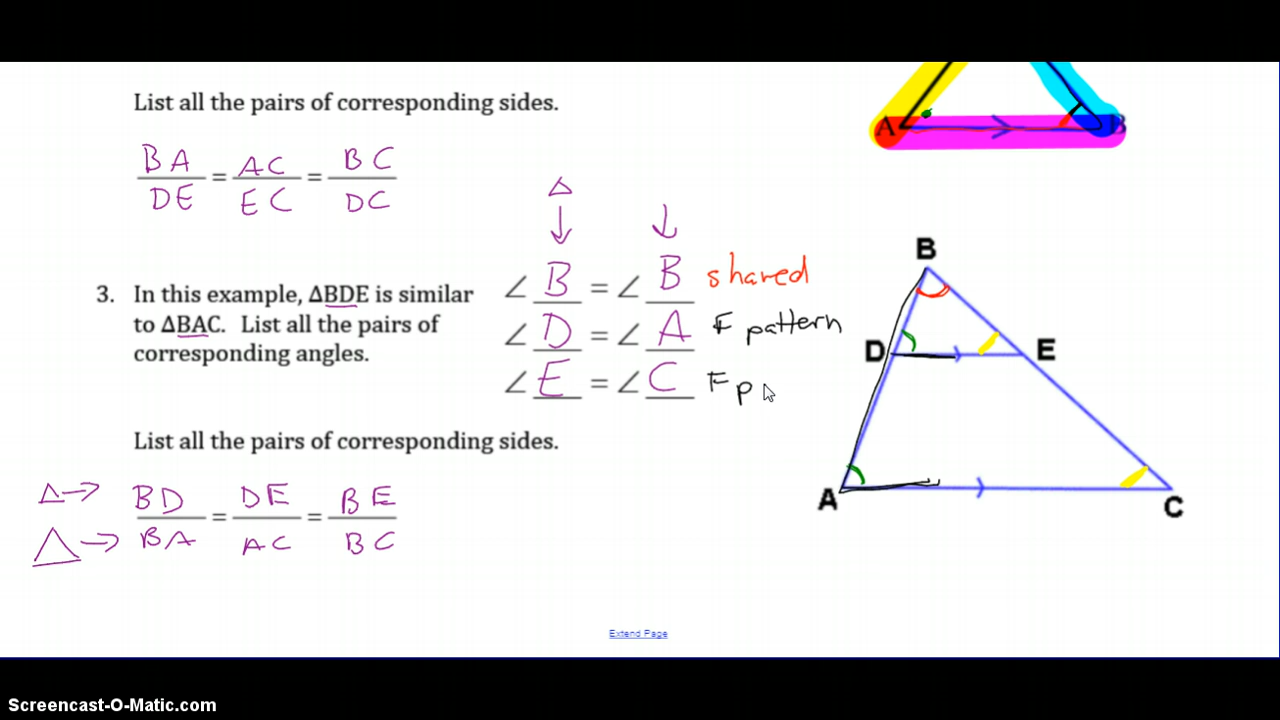 List all the pairs of corresponding sides.
BA/DE = AC/EC = BC/DC
A B
3. In this example, ΔBDE is similar
to ΔBAC. List all the pairs of
corresponding angles.
Δ
∠ B = ∠ B shared
∠ D = ∠ A F pattern
∠ E = ∠ C F p
B
D E
A C
List all the pairs of corresponding sides.
BD/BA = DE/AC = BE/BC
Extend Page
Screencast-O-Matic.com